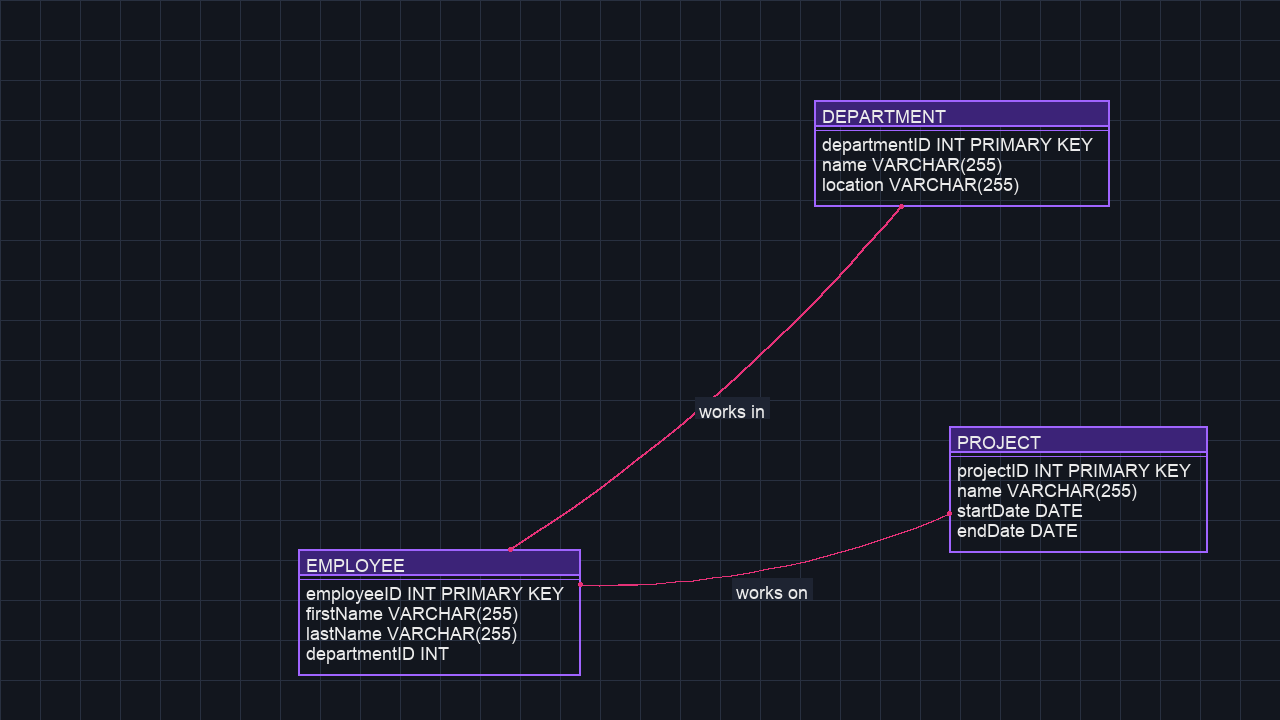 DEPARTMENT
departmentID INT PRIMARY KEY
name VARCHAR(255)
location VARCHAR(255)
works in
PROJECT
projectID INT PRIMARY KEY
name VARCHAR(255)
startDate DATE
endDate DATE
EMPLOYEE
employeeID INT PRIMARY KEY
firstName VARCHAR(255)
lastName VARCHAR(255)
departmentID INT
works on